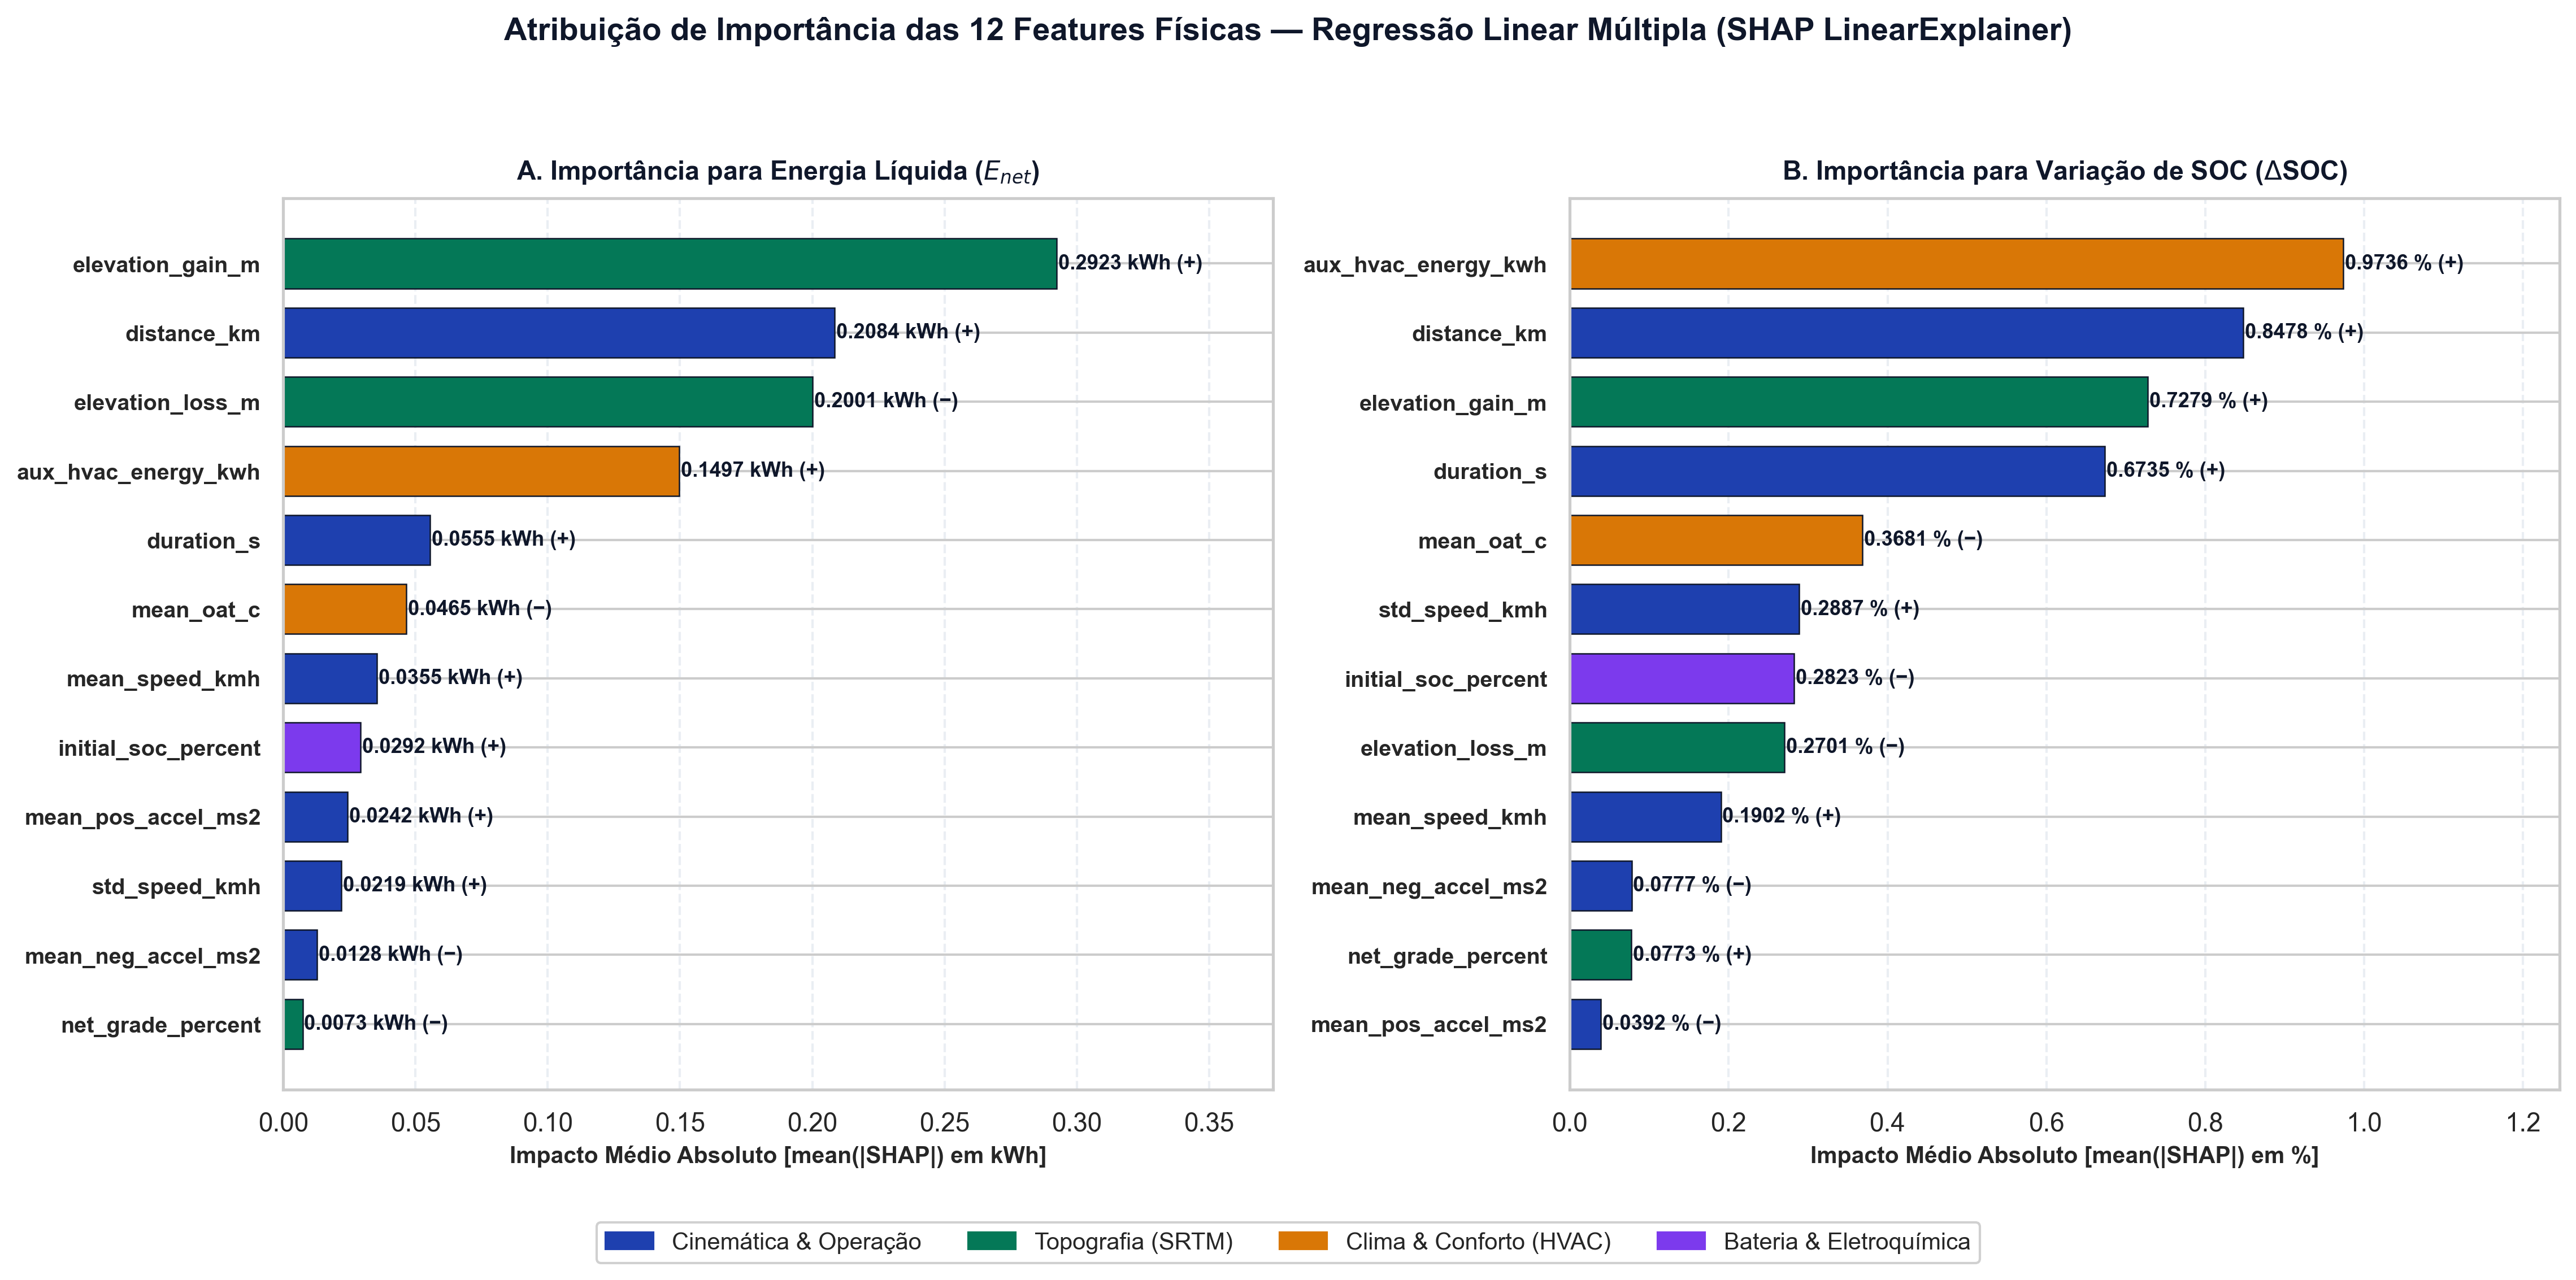 Atribuição de Importância das 12 Features Físicas — Regressão Linear Múltipla (SHAP LinearExplainer)
A. Importância para Energia Líquida (E_net)
elevation_gain_m 0.2923 kWh (+)
distance_km 0.2084 kWh (+)
elevation_loss_m 0.2001 kWh (−)
aux_hvac_energy_kwh 0.1497 kWh (+)
duration_s 0.0555 kWh (+)
mean_oat_c 0.0465 kWh (−)
mean_speed_kmh 0.0355 kWh (+)
initial_soc_percent 0.0292 kWh (+)
mean_pos_accel_ms2 0.0242 kWh (+)
std_speed_kmh 0.0219 kWh (+)
mean_neg_accel_ms2 0.0128 kWh (−)
net_grade_percent 0.0073 kWh (−)
0.00 0.05 0.10 0.15 0.20 0.25 0.30 0.35
Impacto Médio Absoluto [mean(|SHAP|) em kWh]
B. Importância para Variação de SOC (ΔSOC)
aux_hvac_energy_kwh 0.9736 % (+)
distance_km 0.8478 % (+)
elevation_gain_m 0.7279 % (+)
duration_s 0.6735 % (+)
mean_oat_c 0.3681 % (−)
std_speed_kmh 0.2887 % (+)
initial_soc_percent 0.2823 % (−)
elevation_loss_m 0.2701 % (−)
mean_speed_kmh 0.1902 % (+)
mean_neg_accel_ms2 0.0777 % (−)
net_grade_percent 0.0773 % (+)
mean_pos_accel_ms2 0.0392 % (−)
0.0 0.2 0.4 0.6 0.8 1.0 1.2
Impacto Médio Absoluto [mean(|SHAP|) em %]
Cinemática & Operação Topografia (SRTM) Clima & Conforto (HVAC) Bateria & Eletroquímica